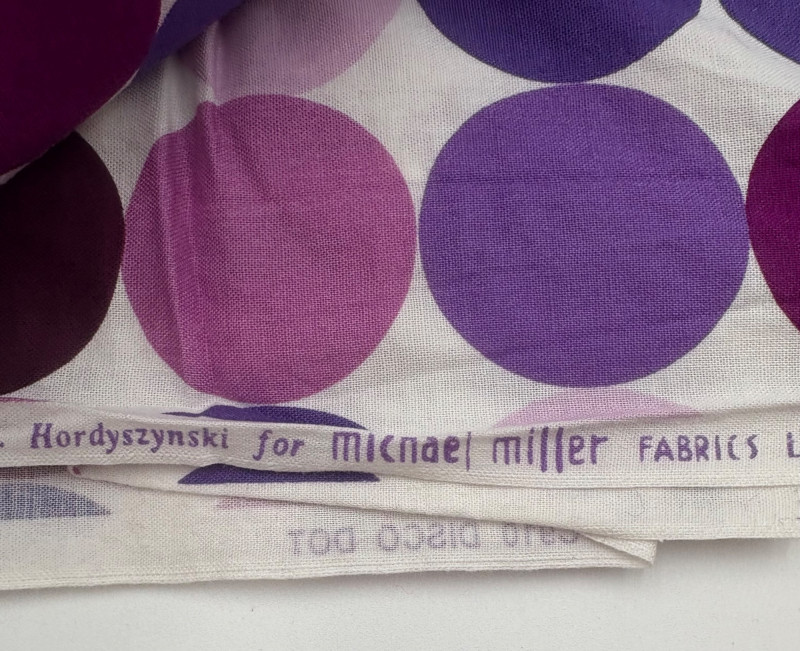 . Hordyszynski for michael miller FABRICS L
DISCO DOT